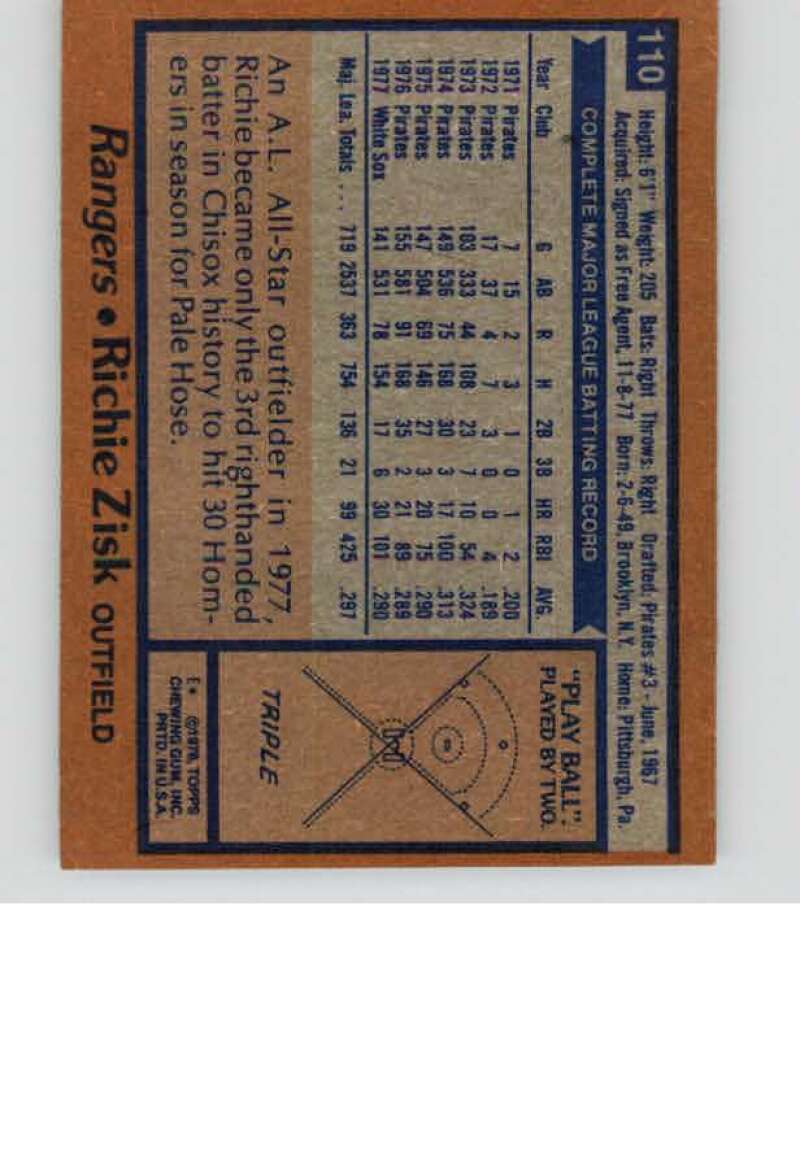 110
Height: 6'1" Weight: 205 Bats: Right Throws: Right Drafted: Pirates #3 - June, 1967
Acquired: Signed as Free Agent, 11-8-77 Born: 2-6-49, Brooklyn, N.Y. Home: Pittsburgh, Pa.
COMPLETE MAJOR LEAGUE BATTING RECORD
Year Club G AB R H 2B 3B HR RBI AVG.
1971 Pirates 7 15 2 3 1 0 1 2 .200
1972 Pirates 17 37 4 7 3 0 0 4 .189
1973 Pirates 103 333 44 108 23 7 10 54 .324
1974 Pirates 149 536 75 168 30 3 17 100 .313
1975 Pirates 147 504 69 146 27 3 20 75 .290
1976 Pirates 155 581 91 168 35 2 21 89 .289
1977 White Sox 141 531 78 154 17 6 30 101 .290
Maj. Lea. Totals ... 719 2537 363 754 136 21 99 425 .297
An A.L. All-Star outfielder in 1977,
Richie became only the 3rd righthanded
batter in Chisox history to hit 30 Hom-
ers in season for Pale Hose.
"PLAY BALL":
PLAYED BY TWO.
TRIPLE
E* ©1978, TOPPS
CHEWING GUM, INC.
PRTD. IN U.S.A.
Rangers • Richie Zisk OUTFIELD